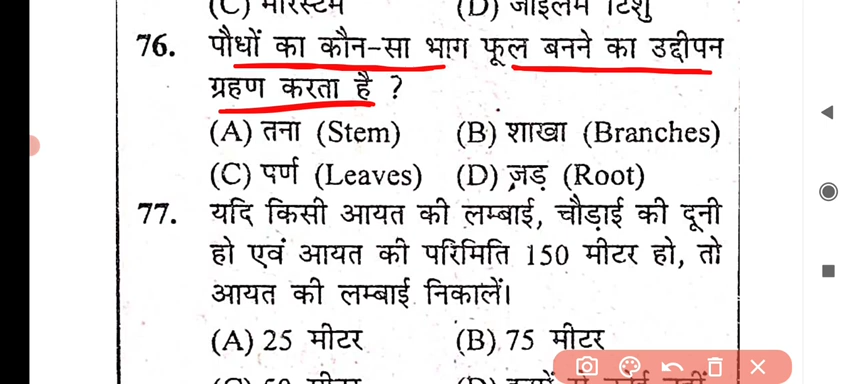 (C) मेरिस्टेम (D) जाइलेम टिशु
76. पौधों का कौन-सा भाग फूल बनने का उद्दीपन
ग्रहण करता है ?
(A) तना (Stem) (B) शाखा (Branches)
(C) पर्ण (Leaves) (D) ज़ड़ (Root)
77. यदि किसी आयत की लम्बाई, चौड़ाई की दूनी
हो एवं आयत की परिमिति 150 मीटर हो, तो
आयत की लम्बाई निकालें।
(A) 25 मीटर (B) 75 मीटर